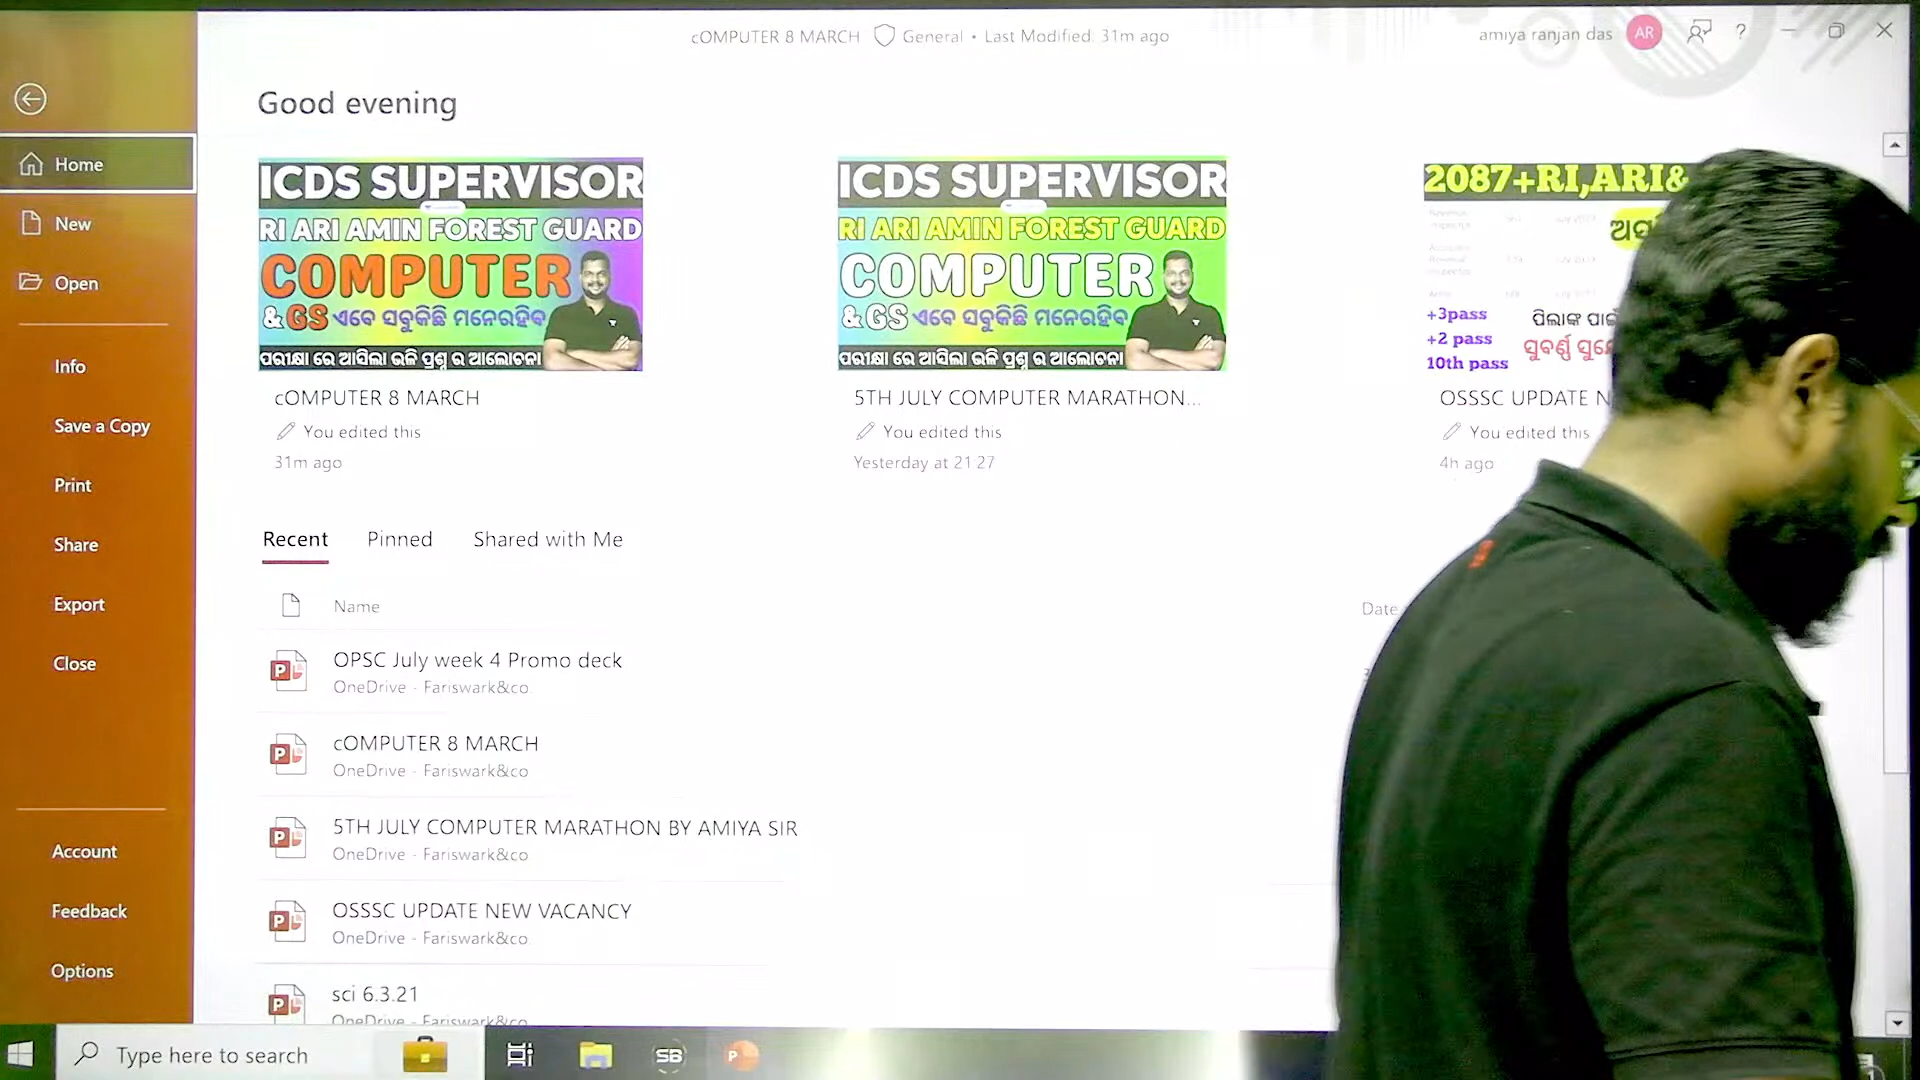 cOMPUTER 8 MARCH General • Last Modified: 31m ago
amiya ranjan das AR ?
Good evening
Home
New
Open
Info
Save a Copy
Print
Share
Export
Close
Account
Feedback
Options
ICDS SUPERVISOR
RI ARI AMIN FOREST GUARD
COMPUTER
& GS ଏବେ ସବୁକିଛି ମନେରହିବ
ପରୀକ୍ଷା ରେ ଆସିଲା ଭଳି ପ୍ରଶ୍ନ ର ଆଲୋଚନା
cOMPUTER 8 MARCH
You edited this
31m ago
ICDS SUPERVISOR
RI ARI AMIN FOREST GUARD
COMPUTER
& GS ଏବେ ସବୁକିଛି ମନେରହିବ
ପରୀକ୍ଷା ରେ ଆସିଲା ଭଳି ପ୍ରଶ୍ନ ର ଆଲୋଚନା
5TH JULY COMPUTER MARATHON...
You edited this
Yesterday at 21:27
2087+RI,ARI&
+3pass
+2 pass
10th pass
ପିଲାଙ୍କ
ସୁବର୍ଣ୍ଣ
OSSSC UPDATE N
You edited this
4h ago
Recent Pinned Shared with Me
Name
Date
OPSC July week 4 Promo deck
OneDrive - Fariswark&co.
cOMPUTER 8 MARCH
OneDrive - Fariswark&co.
5TH JULY COMPUTER MARATHON BY AMIYA SIR
OneDrive - Fariswark&co.
OSSSC UPDATE NEW VACANCY
OneDrive - Fariswark&co.
sci 6.3.21
OneDrive - Fariswark&co.
Type here to search
SB